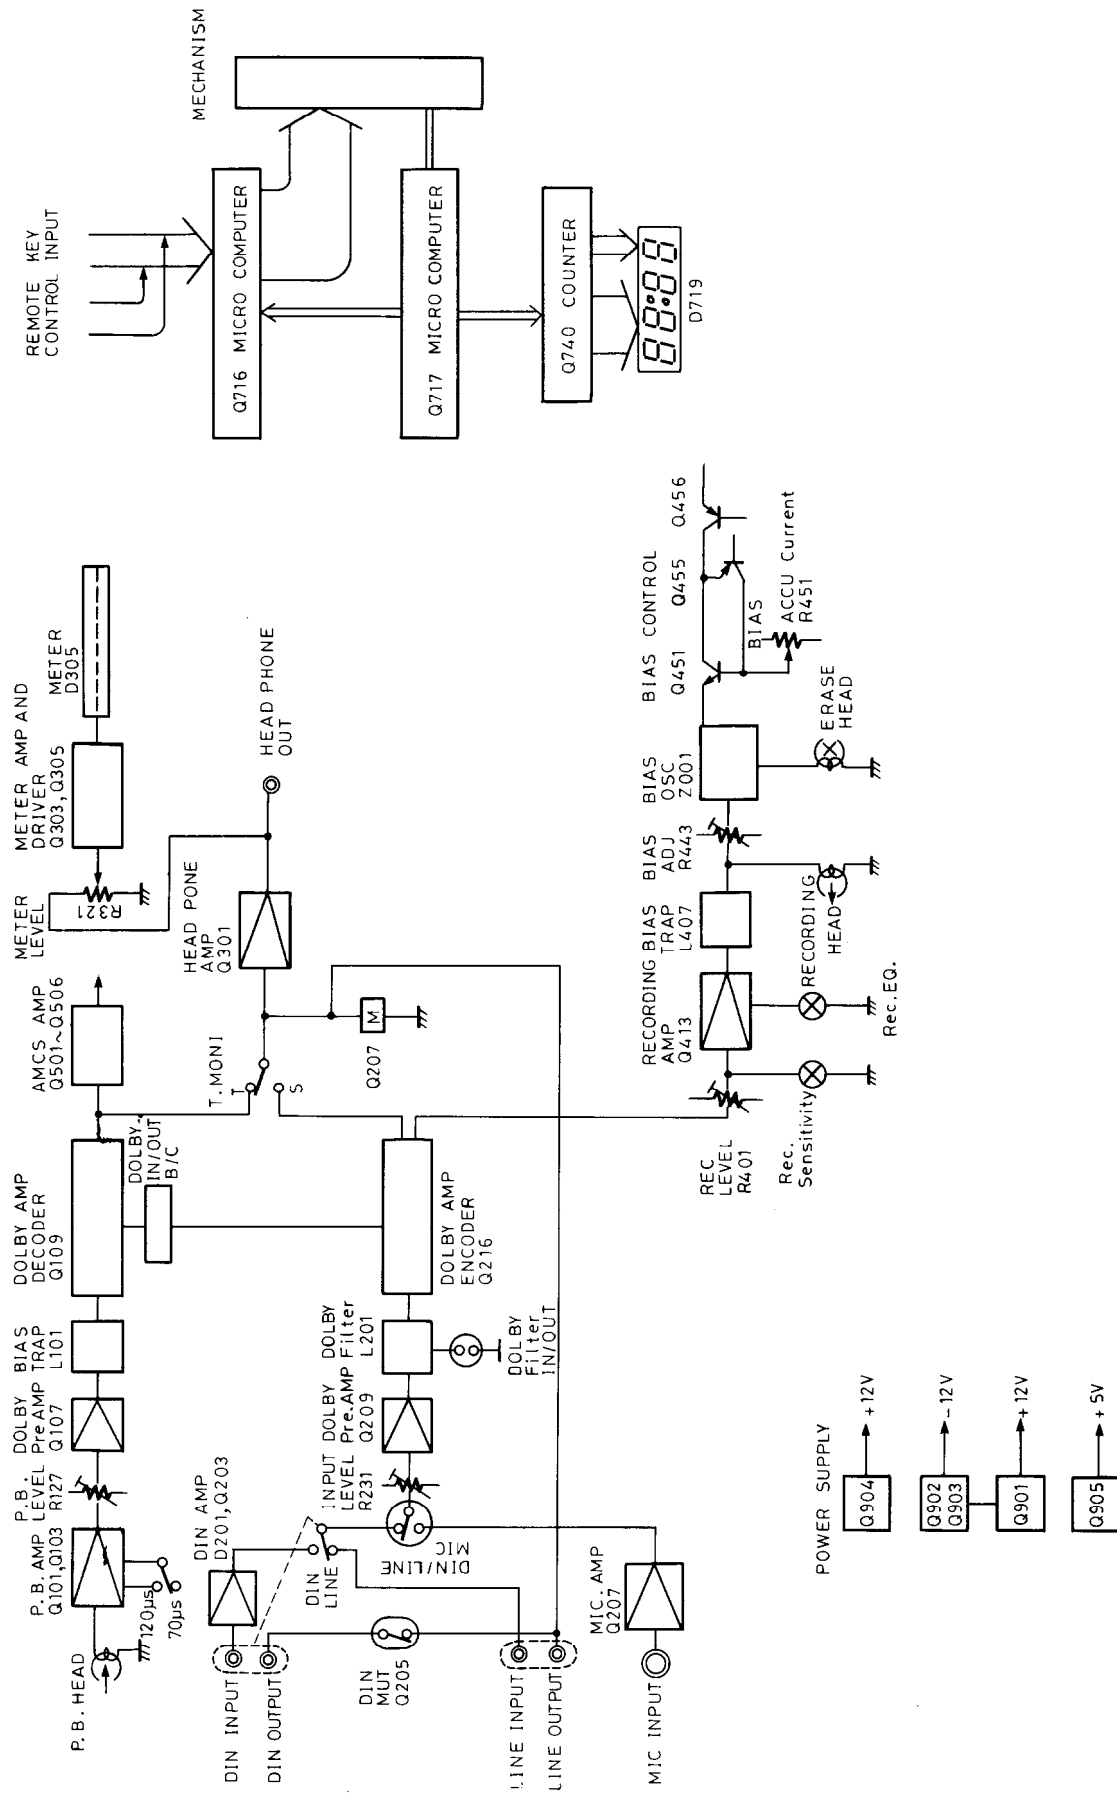 P.B. HEAD
P.B. AMP
Q101,Q103
120µs
70µs
P.B.
LEVEL
R127
DOLBY
PreAMP
Q107
BIAS
TRAP
L101
DOLBY AMP
DECODER
Q109
DOLBY
IN/OUT
B/C
AMCS AMP
Q501~Q506
METER
LEVEL
R321
METER AMP AND
DRIVER
Q303,Q305
METER
D305
DIN INPUT
DIN OUTPUT
DIN AMP
D201,Q203
DIN
LINE
DIN
MUT
Q205
DIN/LINE
MIC
INPUT
LEVEL
R231
DOLBY
Pre.AMP
Q209
DOLBY
Filter
L201
DOLBY
Filter
IN/OUT
DOLBY AMP
ENCODER
Q216
T. MONI
T
S
M
Q207
HEAD PONE
AMP
Q301
HEAD PHONE
OUT
LINE INPUT
LINE OUTPUT
MIC INPUT
MIC. AMP
Q207
REC
LEVEL
R401
Rec.
Sensitivity
RECORDING
AMP
Q413
Rec.EQ.
BIAS
TRAP
L407
RECORDING
HEAD
BIAS
ADJ
R443
BIAS
OSC
Z001
ERASE
HEAD
BIAS CONTROL
Q451
Q455
Q456
BIAS
ACCU Current
R451
REMOTE KEY
CONTROL INPUT
MECHANISM
Q716 MICRO COMPUTER
Q717 MICRO COMPUTER
Q740 COUNTER
88:88
D719
POWER SUPPLY
Q904
+12V
Q902
Q903
-12V
Q901
+12V
Q905
+5V